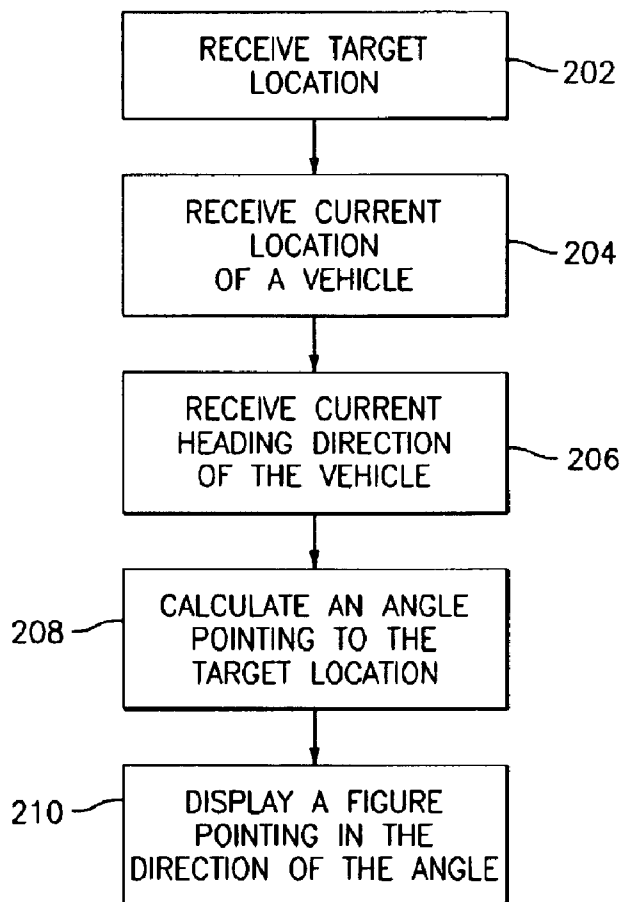 RECEIVE TARGET
LOCATION
202
RECEIVE CURRENT
LOCATION
OF A VEHICLE
204
RECEIVE CURRENT
HEADING DIRECTION
OF THE VEHICLE
206
208
CALCULATE AN ANGLE
POINTING TO THE
TARGET LOCATION
210
DISPLAY A FIGURE
POINTING IN THE
DIRECTION OF THE ANGLE